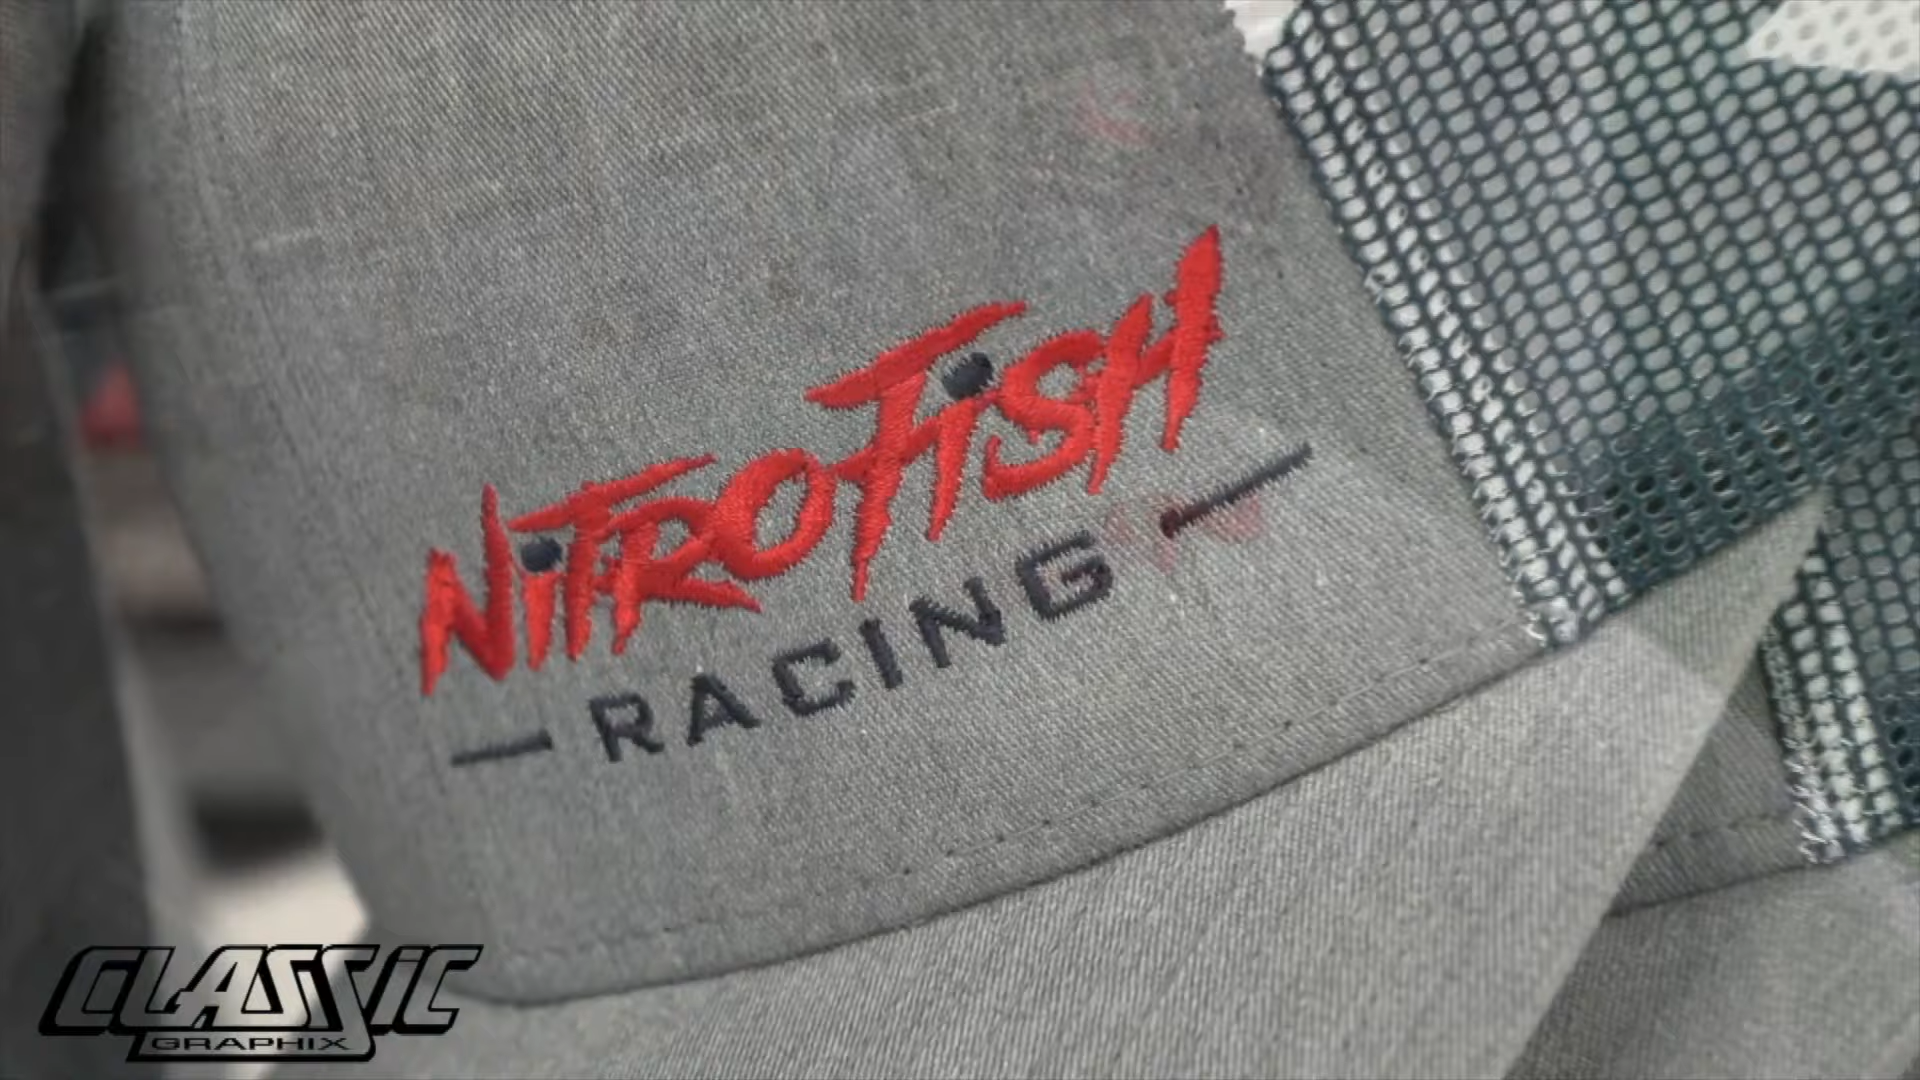 NiTROFiSH
— RACING —
CLASSiC
GRAPHIX